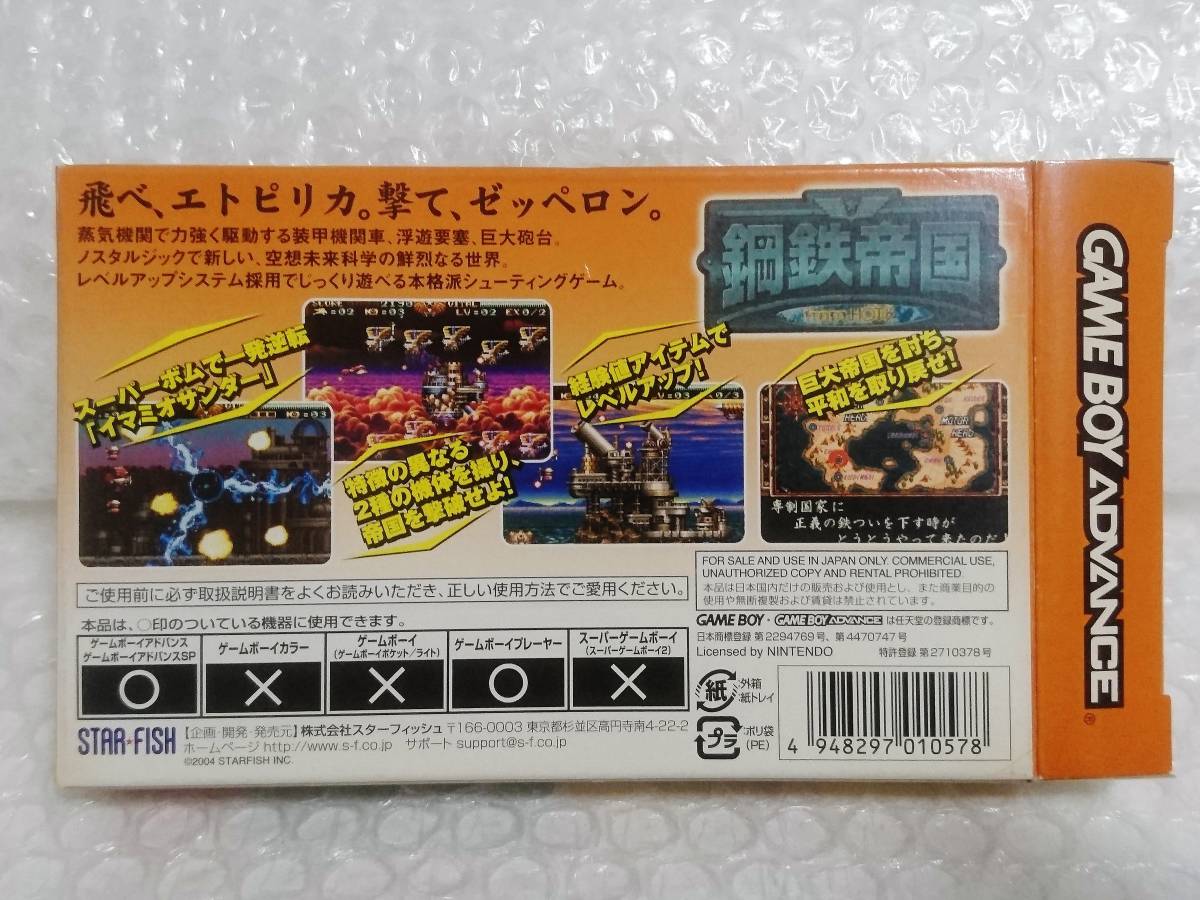 飛べ、エトピリカ。撃て、ゼッペロン。
蒸気機関で力強く駆動する装甲機関車、浮遊要塞、巨大砲台。
ノスタルジックで新しい、空想未来科学の鮮烈なる世界。
レベルアップシステム採用でじっくり遊べる本格派シューティングゲーム。
鋼鉄帝国
from HOT・B
GAME BOY ADVANCE
スーパーボムで一発逆転
「イマミオサンダー」
=02 =03 LV=02 EX0/2
特徴の異なる
2種の機体を操り、
帝国を撃破せよ!
経験値アイテムで
レベルアップ!
巨大帝国を討ち、
平和を取り戻せ!
MOTOR
HEAD
専制国家に
正義の鉄ついを下す時が
とうとうやって来たのだ!
ご使用前に必ず取扱説明書をよくお読みいただき、正しい使用方法でご愛用ください。
本品は、○印のついている機器に使用できます。
ゲームボーイアドバンス
ゲームボーイアドバンスSP
ゲームボーイカラー
ゲームボーイ
(ゲームボーイポケット/ライト)
ゲームボーイプレーヤー
スーパーゲームボーイ
(スーパーゲームボーイ2)
○ × × ○ ×
FOR SALE AND USE IN JAPAN ONLY. COMMERCIAL USE,
UNAUTHORIZED COPY AND RENTAL PROHIBITED.
本品は日本国内だけの販売および使用とし、また商業目的の
使用や無断複製および賃貸は禁止されています。
GAME BOY・GAME BOY ADVANCE は任天堂の登録商標です。
日本商標登録 第2294769号、第4470747号
Licensed by NINTENDO 特許登録 第2710378号
紙 :外箱
:紙トレイ
プラ :ポリ袋
(PE)
4 948297 010578
STAR★FISH
【企画・開発・発売元】株式会社スターフィッシュ 〒166-0003 東京都杉並区高円寺南4-22-2
ホームページ http://www.s-f.co.jp サポート support@s-f.co.jp
©2004 STARFISH INC.